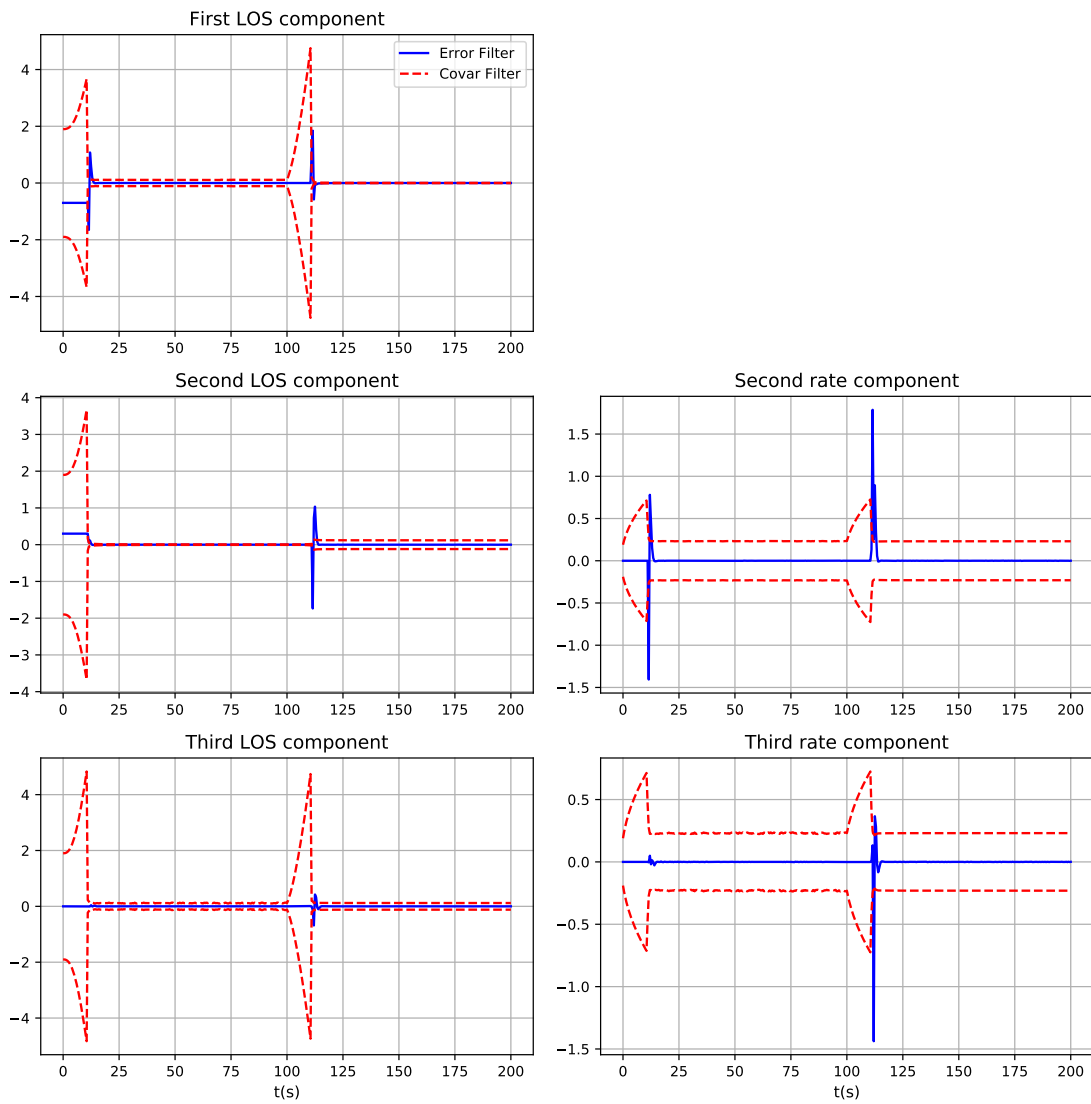 First LOS component
4
2
0
−2
−4
Error Filter
Covar Filter
0 25 50 75 100 125 150 175 200
Second LOS component
4
3
2
1
0
−1
−2
−3
−4
0 25 50 75 100 125 150 175 200
Second rate component
1.5
1.0
0.5
0.0
−0.5
−1.0
−1.5
0 25 50 75 100 125 150 175 200
Third LOS component
4
2
0
−2
−4
0 25 50 75 100 125 150 175 200
t(s)
Third rate component
0.5
0.0
−0.5
−1.0
−1.5
0 25 50 75 100 125 150 175 200
t(s)